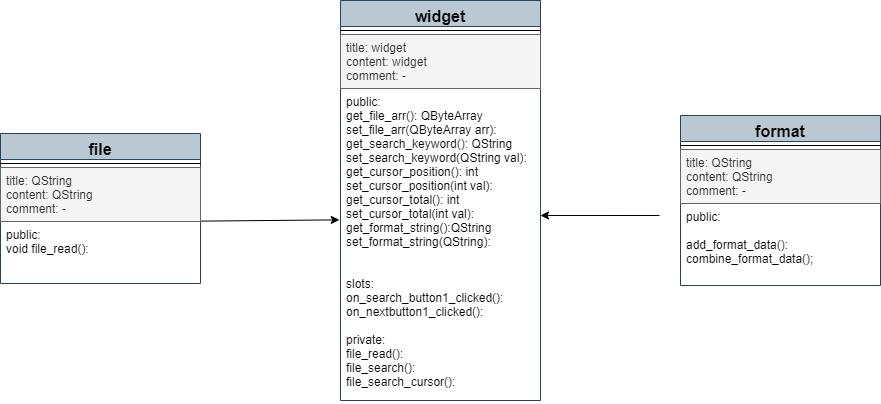 widget
title: widget
content: widget
comment: -
public:
get_file_arr(): QByteArray
set_file_arr(QByteArray arr):
get_search_keyword(): QString
set_search_keyword(QString val):
get_cursor_position(): int
set_cursor_position(int val):
get_cursor_total(): int
set_cursor_total(int val):
get_format_string():QString
set_format_string(QString):
slots:
on_search_button1_clicked():
on_nextbutton1_clicked():
private:
file_read():
file_search():
file_search_cursor():
file
title: QString
content: QString
comment: -
public:
void file_read():
format
title: QString
content: QString
comment: -
public:
add_format_data():
combine_format_data();